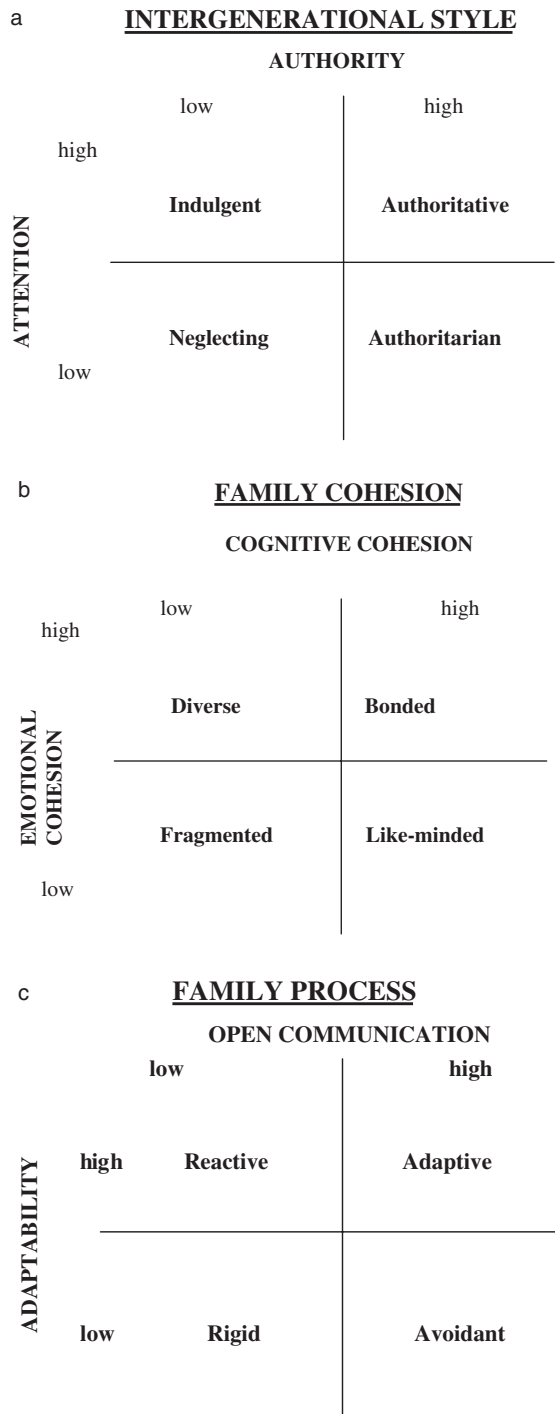 a
INTERGENERATIONAL STYLE
AUTHORITY
low high
high
Indulgent Authoritative
ATTENTION
Neglecting Authoritarian
low
b
FAMILY COHESION
COGNITIVE COHESION
low high
high
Diverse Bonded
EMOTIONAL
COHESION
Fragmented Like-minded
low
c
FAMILY PROCESS
OPEN COMMUNICATION
low high
high Reactive Adaptive
ADAPTABILITY
low Rigid Avoidant